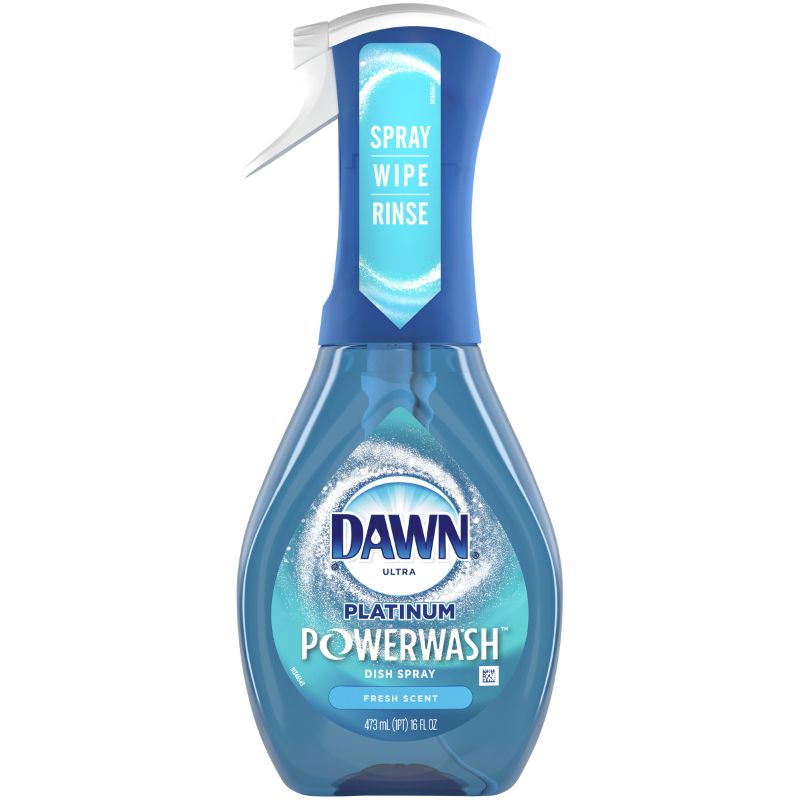 SPRAY
WIPE
RINSE
DAWN®
ULTRA
PLATINUM
POWERWASH™
DISH SPRAY
FRESH SCENT
473 mL (1PT) 16 FL OZ